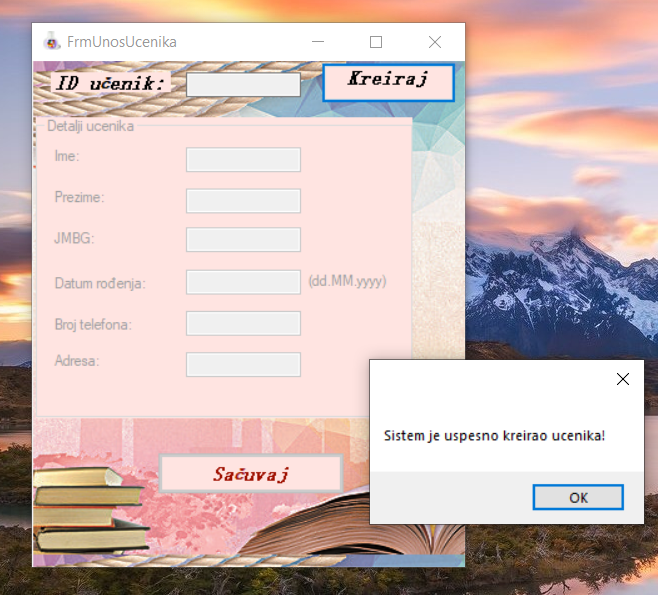 FrmUnosUcenika
ID učenik:
Kreiraj
Detalji ucenika
Ime:
Prezime:
JMBG:
Datum rođenja:
(dd.MM.yyyy)
Broj telefona:
Adresa:
Sistem je uspesno kreirao ucenika!
Sačuvaj
OK